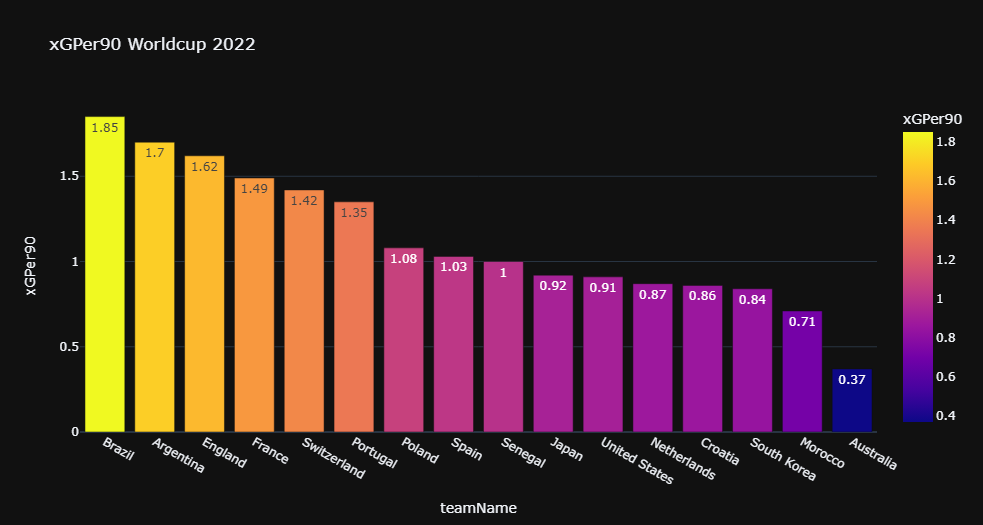 xGPer90 Worldcup 2022
xGPer90
1.85
1.7
1.62
1.49
1.42
1.35
1.08
1.03
1
0.92
0.91
0.87
0.86
0.84
0.71
0.37
1.5
1
0.5
0
xGPer90
Brazil
Argentina
England
France
Switzerland
Portugal
Poland
Spain
Senegal
Japan
United States
Netherlands
Croatia
South Korea
Morocco
Australia
teamName
1.8
1.6
1.4
1.2
1
0.8
0.6
0.4